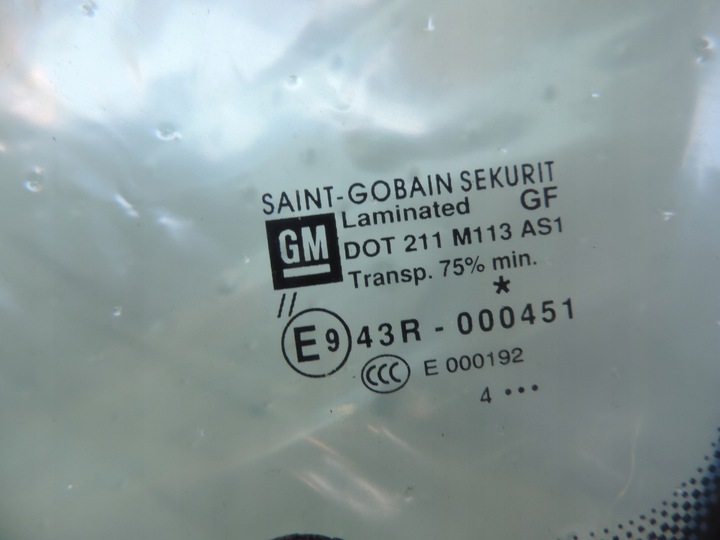 SAINT-GOBAIN SEKURIT
Laminated GF
GM
DOT 211 M113 AS1
Transp. 75% min.
*
// 
E9 43R - 000451
CCC E 000192
4 •••